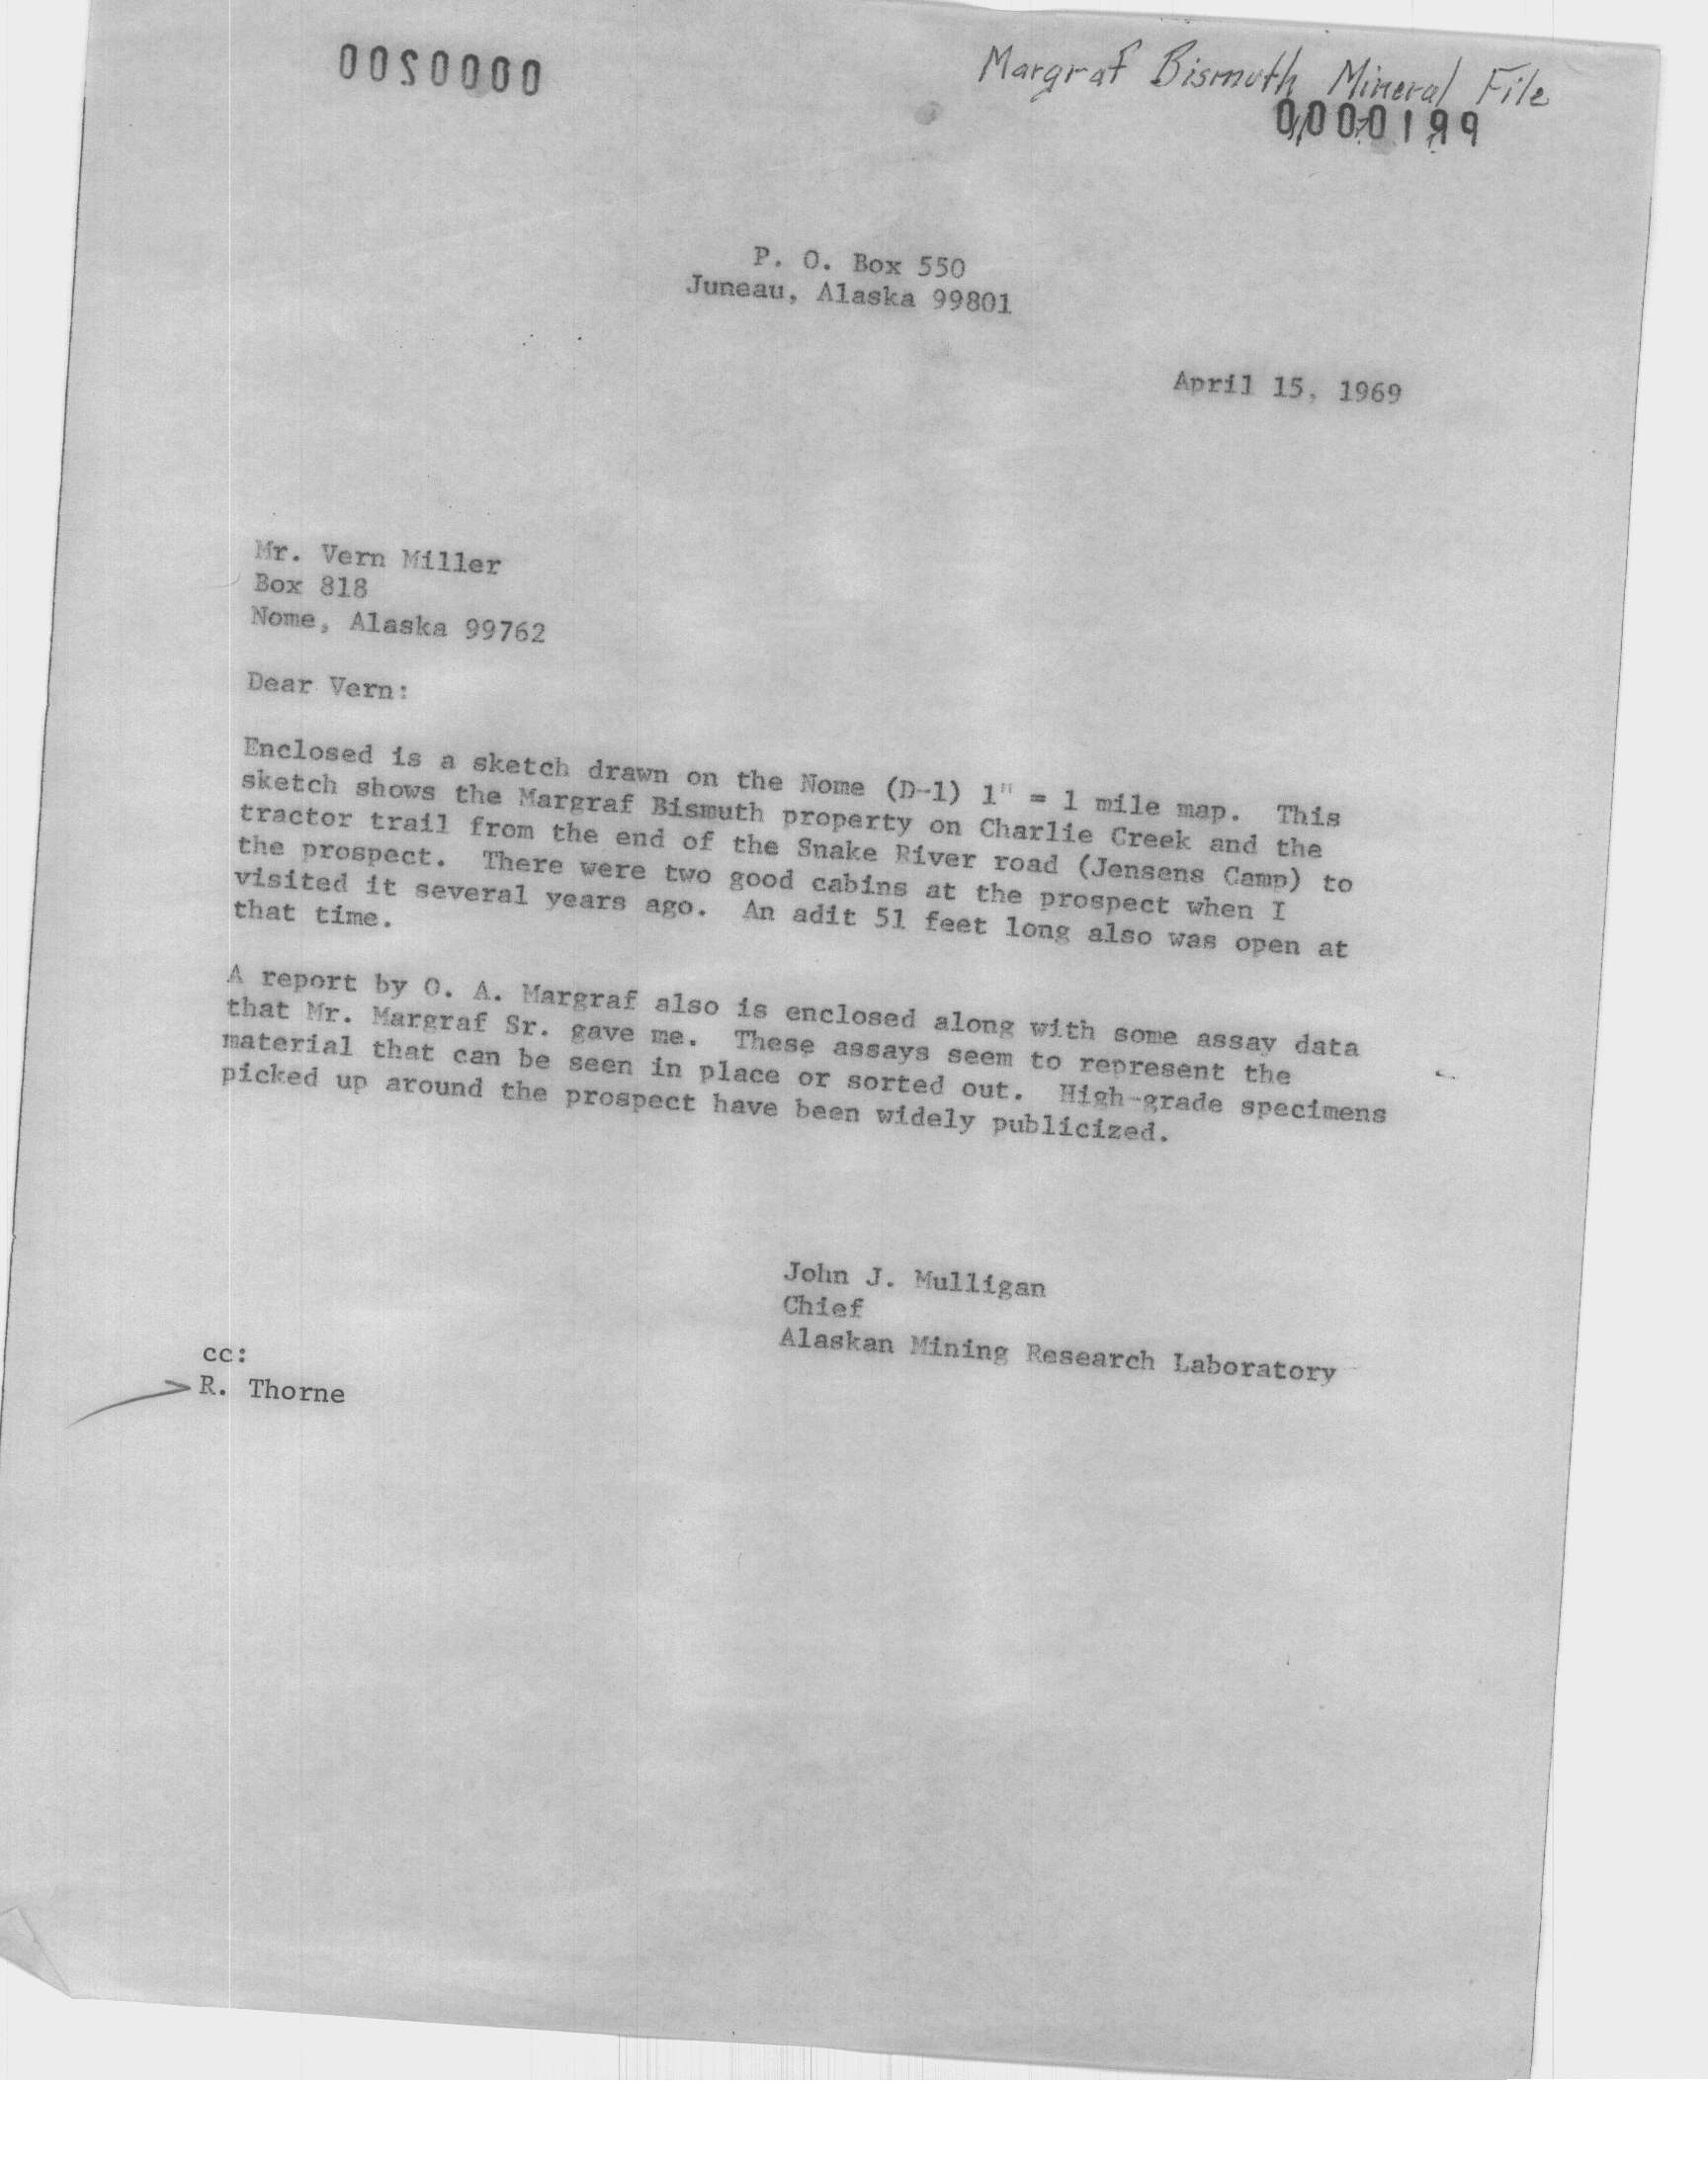 0020000
Margraf Bismuth Mineral File
0000199
P. O. Box 550
Juneau, Alaska 99801
April 15, 1969
Mr. Vern Miller
Box 818
Nome, Alaska 99762
Dear Vern:
Enclosed is a sketch drawn on the Nome (D-1) 1" = 1 mile map.  This
sketch shows the Margraf Bismuth property on Charlie Creek and the
tractor trail from the end of the Snake River road (Jensens Camp) to
the prospect.  There were two good cabins at the prospect when I
visited it several years ago.  An adit 51 feet long also was open at
that time.
A report by O. A. Margraf also is enclosed along with some assay data
that Mr. Margraf Sr. gave me.  These assays seem to represent the
material that can be seen in place or sorted out.  High-grade specimens
picked up around the prospect have been widely publicized.
John J. Mulligan
Chief
Alaskan Mining Research Laboratory
cc:
R. Thorne